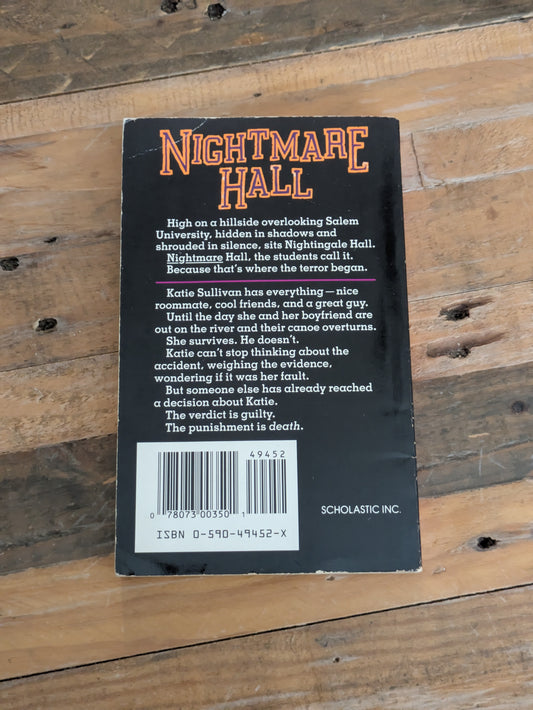 NIGHTMARE
HALL
High on a hillside overlooking Salem
University, hidden in shadows and
shrouded in silence, sits Nightingale Hall.
Nightmare Hall, the students call it.
Because that's where the terror began.
Katie Sullivan has everything—nice
roommate, cool friends, and a great guy.
Until the day she and her boyfriend are
out on the river and their canoe overturns.
She survives. He doesn't.
Katie can't stop thinking about the
accident, weighing the evidence,
wondering if it was her fault.
But someone else has already reached
a decision about Katie.
The verdict is guilty.
The punishment is death.
49452
0 78073 00350 1
ISBN 0-590-49452-X
SCHOLASTIC INC.